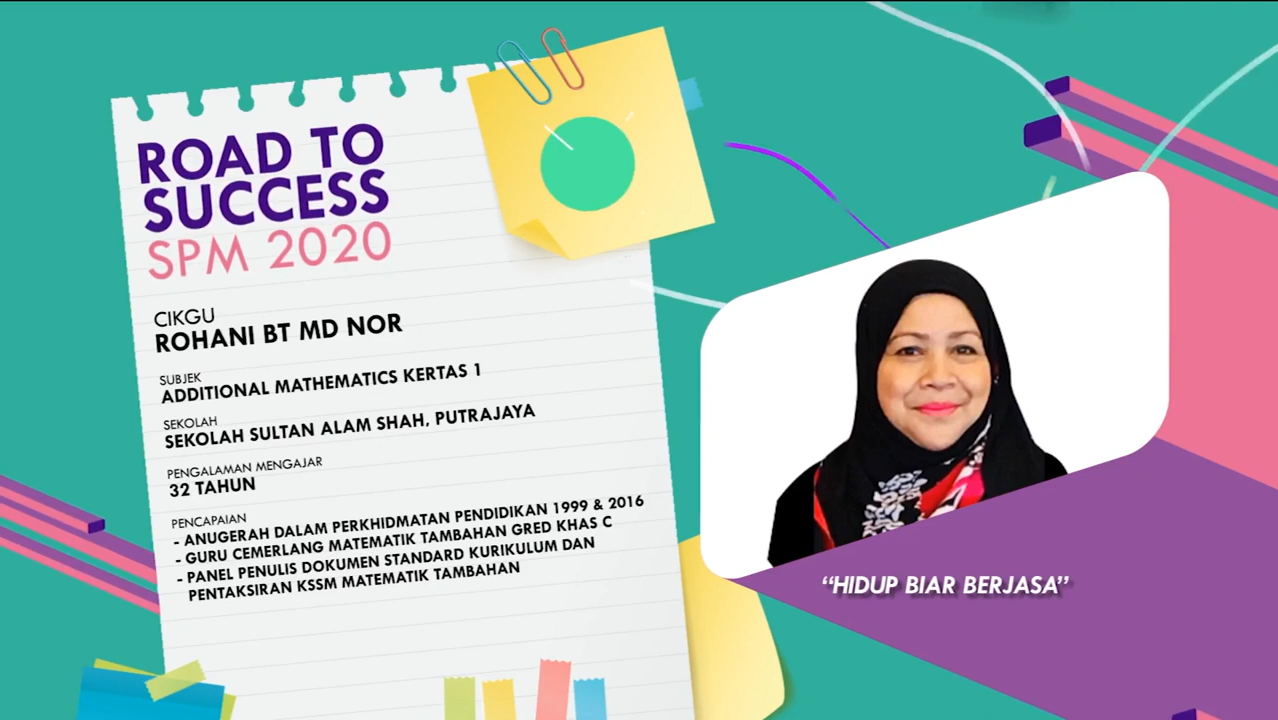 ROAD TO
SUCCESS
SPM 2020
CIKGU
ROHANI BT MD NOR
SUBJEK
ADDITIONAL MATHEMATICS KERTAS 1
SEKOLAH
SEKOLAH SULTAN ALAM SHAH, PUTRAJAYA
PENGALAMAN MENGAJAR
32 TAHUN
PENCAPAIAN
- ANUGERAH DALAM PERKHIDMATAN PENDIDIKAN 1999 & 2016
- GURU CEMERLANG MATEMATIK TAMBAHAN GRED KHAS C
- PANEL PENULIS DOKUMEN STANDARD KURIKULUM DAN
PENTAKSIRAN KSSM MATEMATIK TAMBAHAN
“HIDUP BIAR BERJASA”